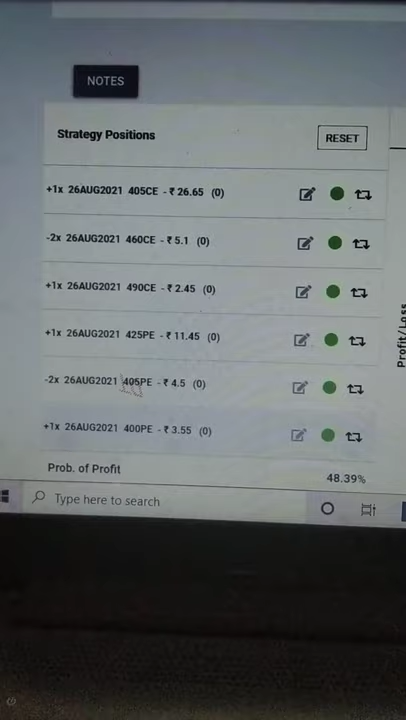 NOTES
Strategy Positions
RESET
+1x 26AUG2021 405CE - ₹ 26.65 (0)
-2x 26AUG2021 460CE - ₹ 5.1 (0)
+1x 26AUG2021 490CE - ₹ 2.45 (0)
+1x 26AUG2021 425PE - ₹ 11.45 (0)
-2x 26AUG2021 405PE - ₹ 4.5 (0)
+1x 26AUG2021 400PE - ₹ 3.55 (0)
Prob. of Profit
48.39%
Profit/Loss
Type here to search